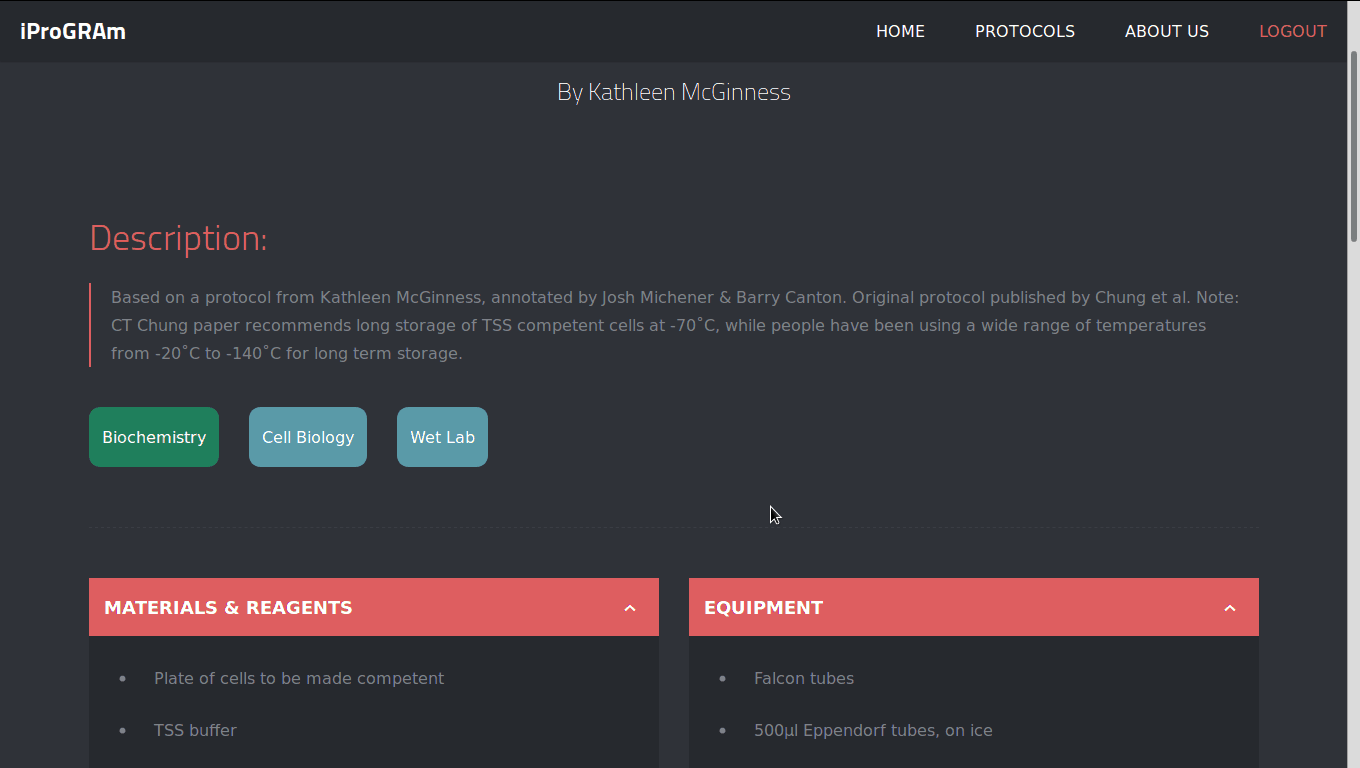 iProGRAm
HOME PROTOCOLS ABOUT US LOGOUT
By Kathleen McGinness
Description:
Based on a protocol from Kathleen McGinness, annotated by Josh Michener & Barry Canton. Original protocol published by Chung et al. Note:
CT Chung paper recommends long storage of TSS competent cells at -70˚C, while people have been using a wide range of temperatures
from -20˚C to -140˚C for long term storage.
Biochemistry Cell Biology Wet Lab
MATERIALS & REAGENTS
• Plate of cells to be made competent
• TSS buffer
EQUIPMENT
• Falcon tubes
• 500μl Eppendorf tubes, on ice